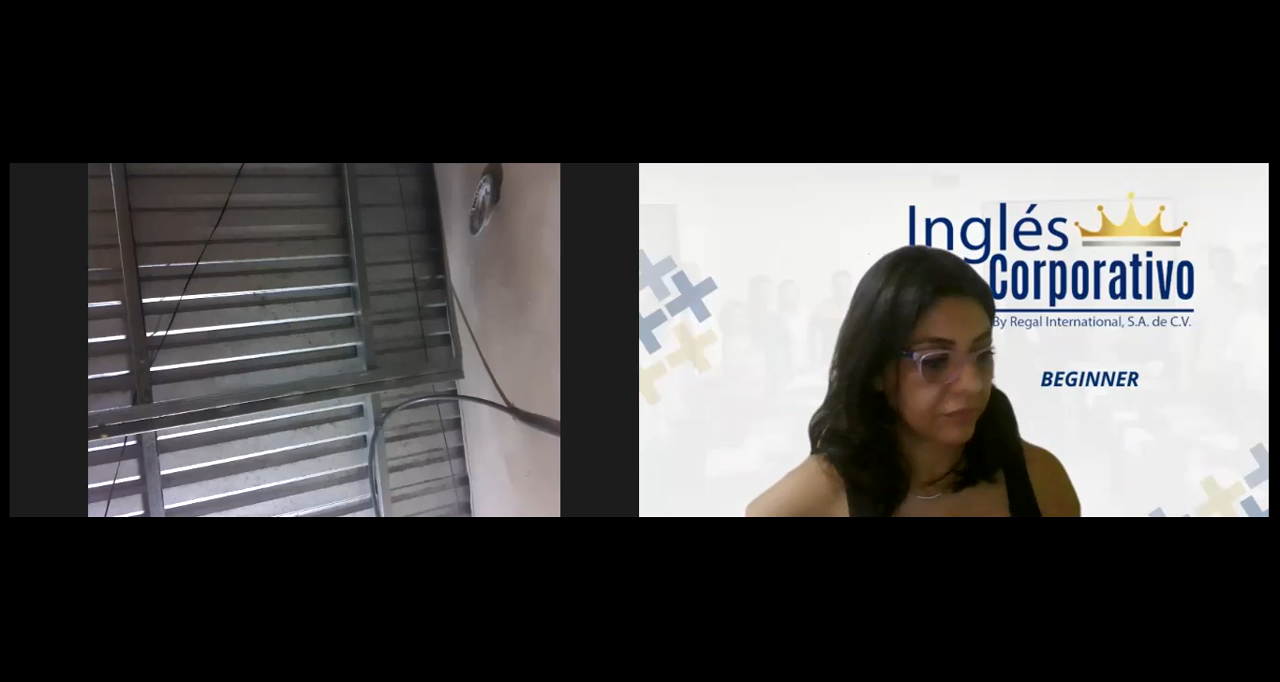 Inglés
Corporativo
By Regal International, S.A. de C.V.
BEGINNER